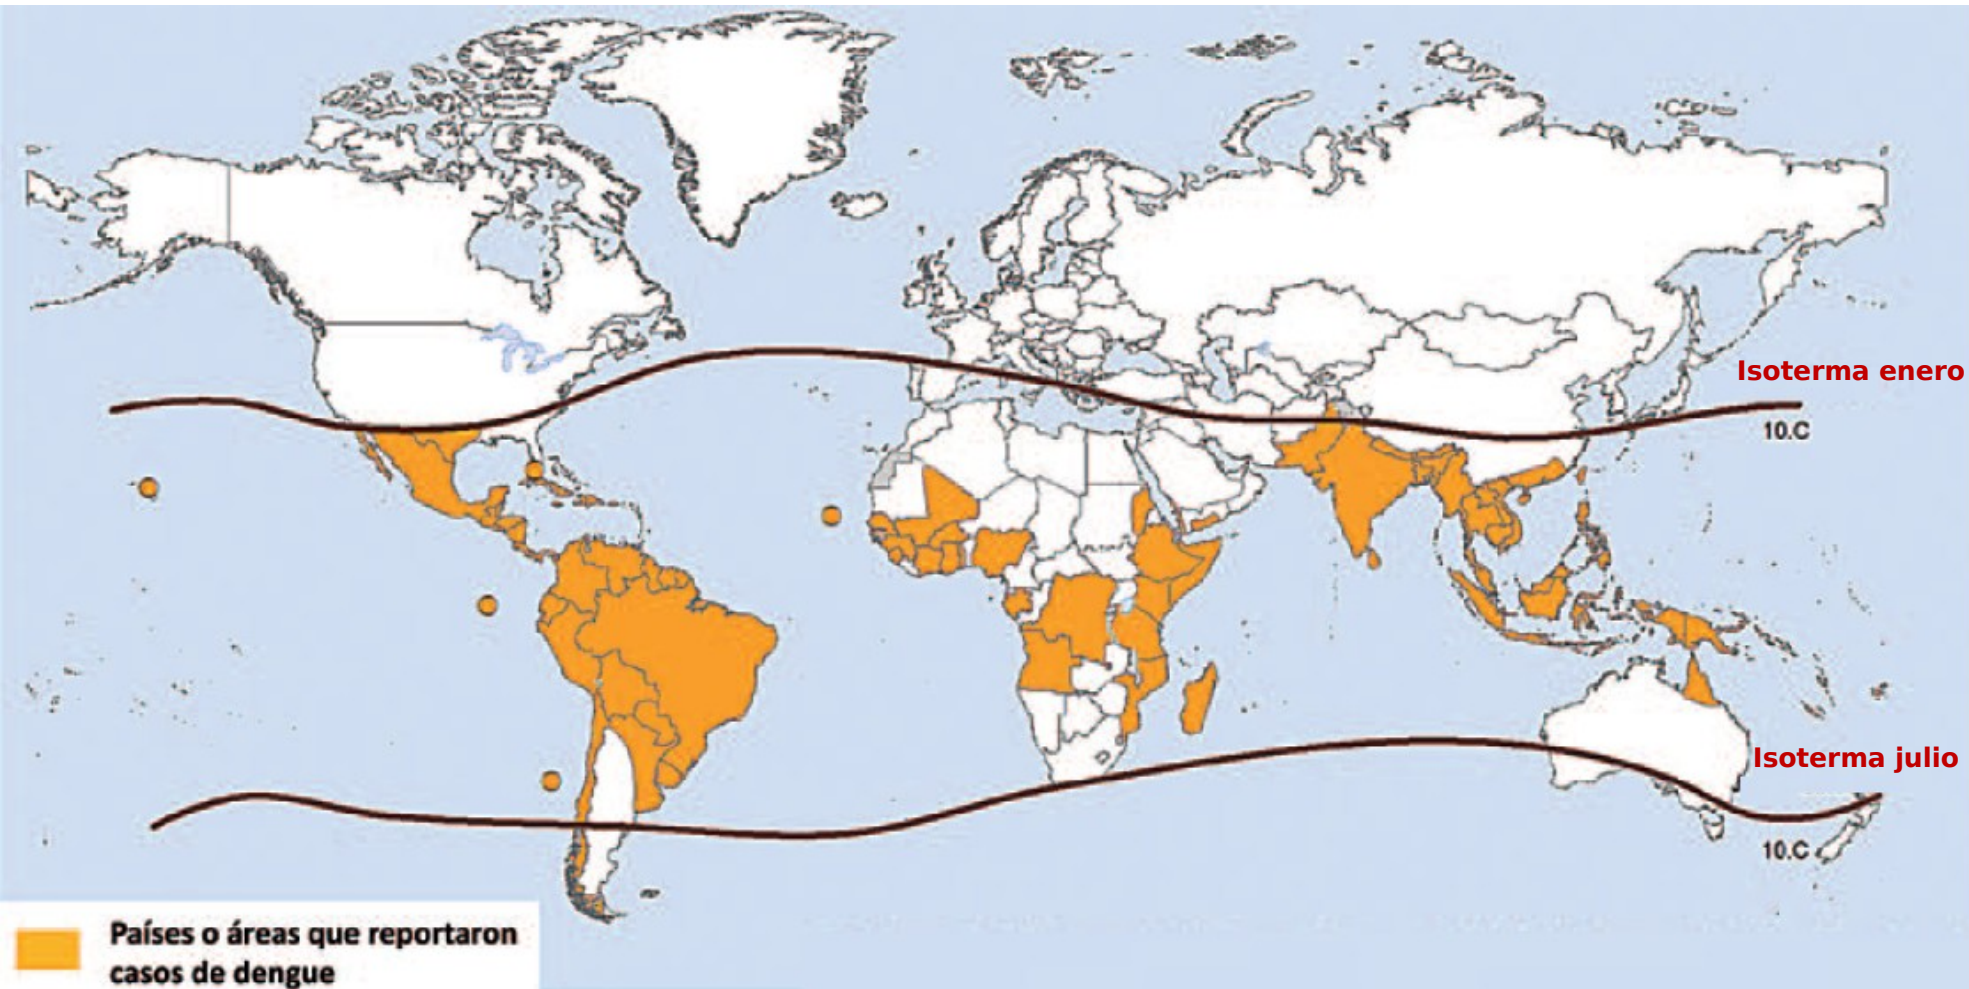 Isoterma enero
10.C
Isoterma julio
10.C
Países o áreas que reportaron
casos de dengue